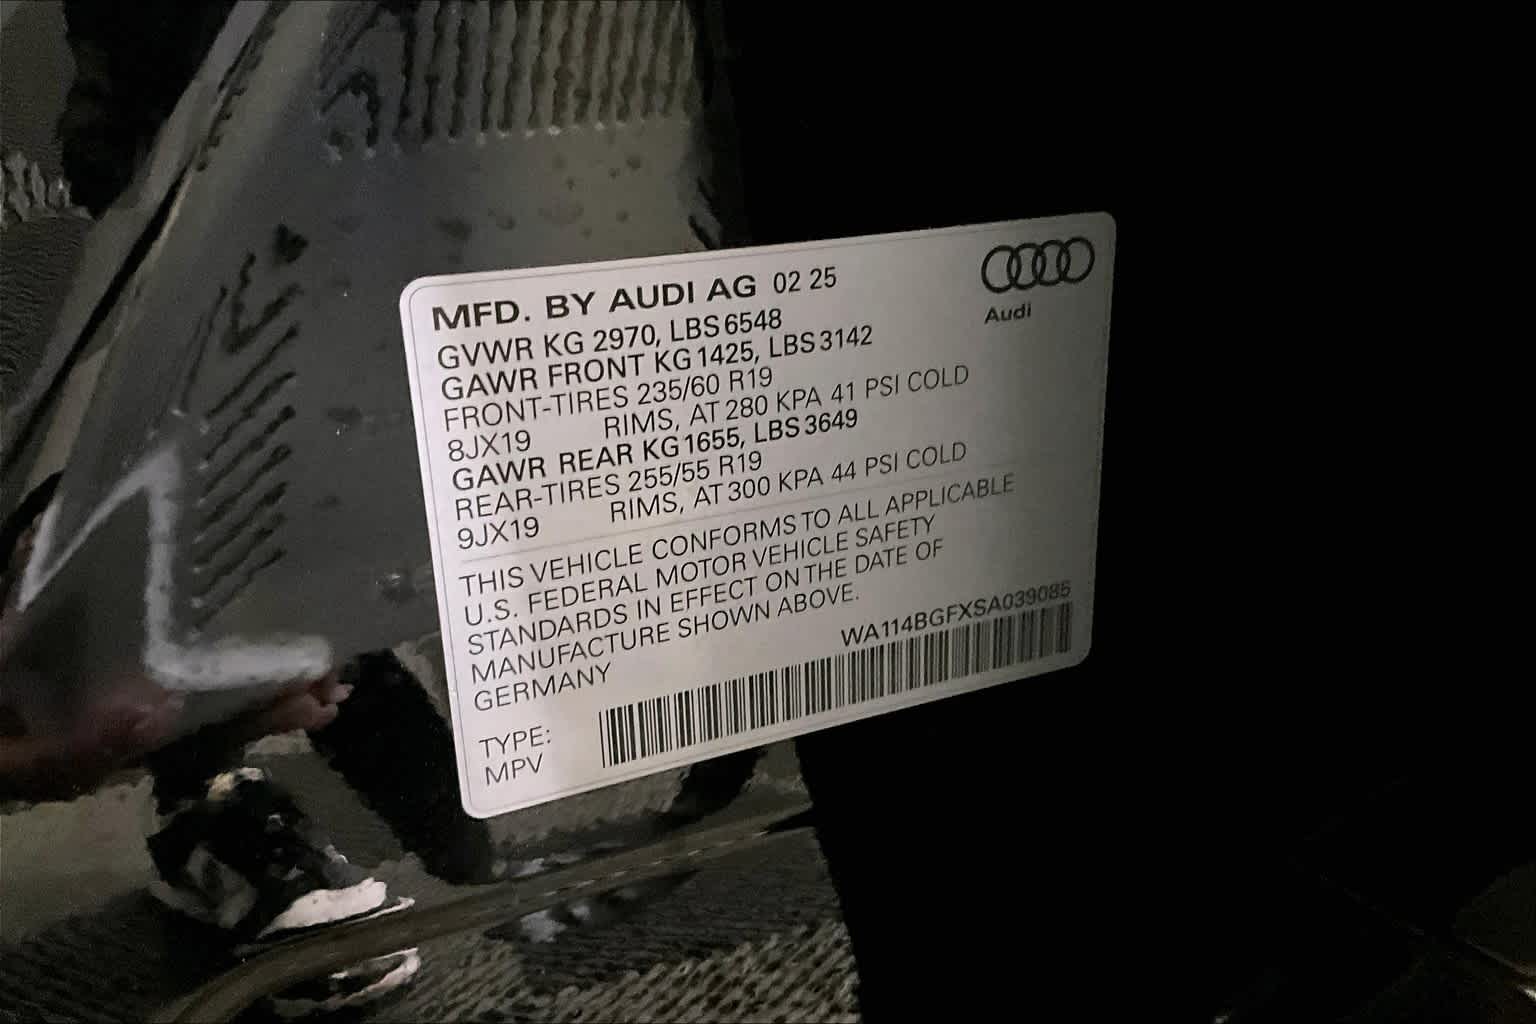 MFD. BY AUDI AG 02 25
Audi
GVWR KG 2970, LBS 6548
GAWR FRONT KG 1425, LBS 3142
FRONT-TIRES 235/60 R19
8JX19 RIMS, AT 280 KPA 41 PSI COLD
GAWR REAR KG 1655, LBS 3649
REAR-TIRES 255/55 R19
9JX19 RIMS, AT 300 KPA 44 PSI COLD
THIS VEHICLE CONFORMS TO ALL APPLICABLE
U.S. FEDERAL MOTOR VEHICLE SAFETY
STANDARDS IN EFFECT ON THE DATE OF
MANUFACTURE SHOWN ABOVE.
GERMANY
WA114BGFXSA039085
TYPE:
MPV